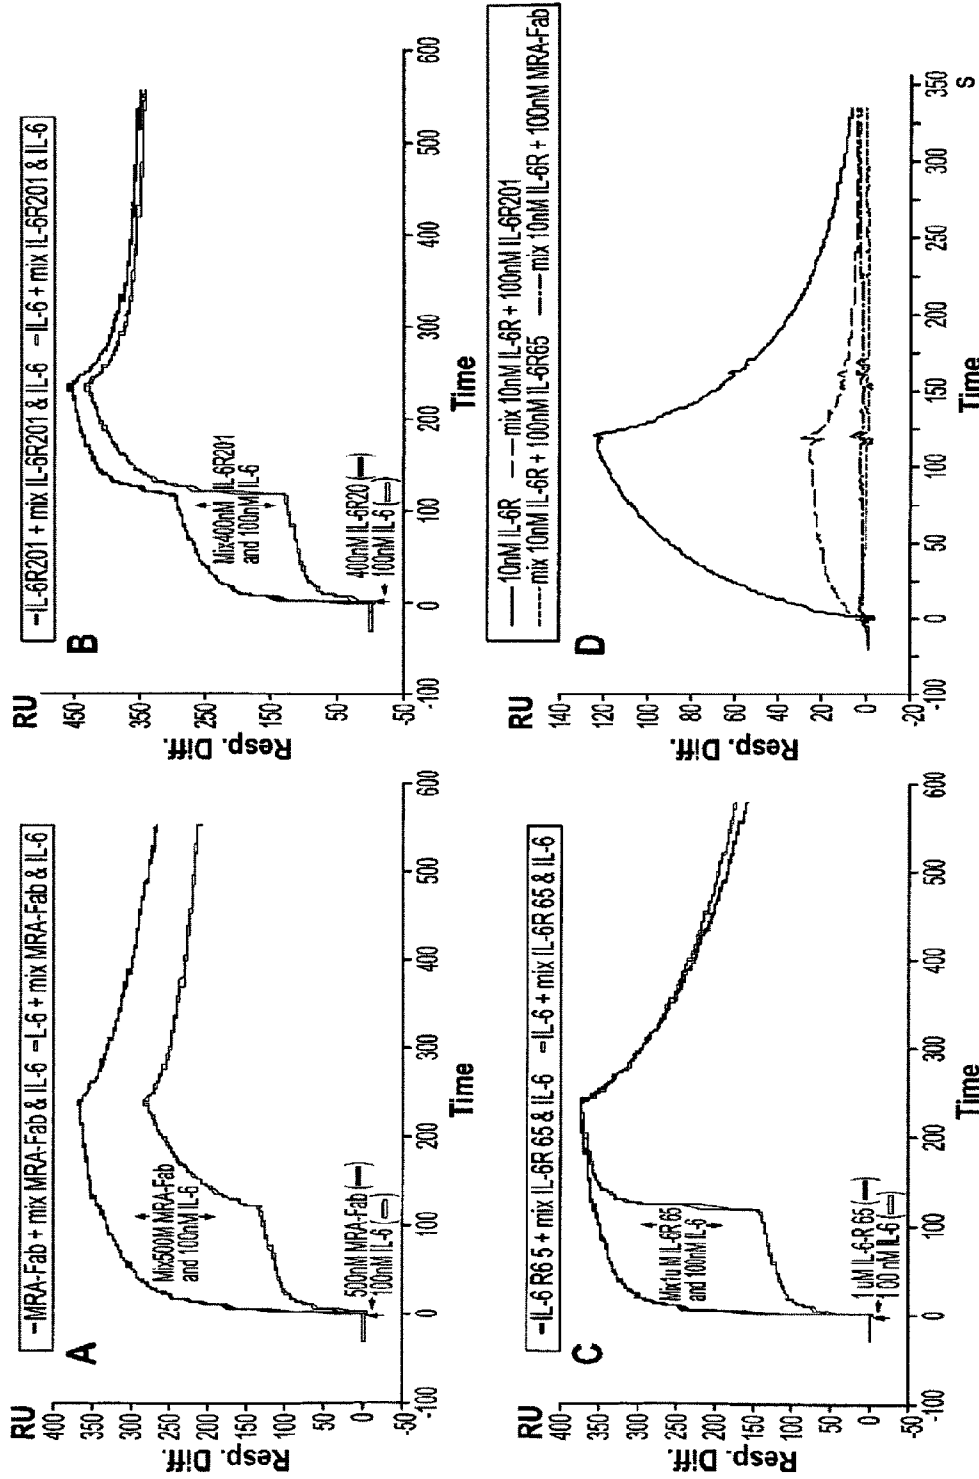 A
– MRA-Fab + mix MRA-Fab & IL-6 – L-6 + mix MRA-Fab & IL-6
RU
Resp. Diff.
400
350
300
250
200
150
100
50
0
-50
Mix500M MRA-Fab
and 100nM IL-6
500nM MRA-Fab (
)
100nM IL-6 (
)
-100 0 100 200 300 400 500 600
Time
B
– IL-6R201 + mix IL-6R201 & IL-6 – IL-6 + mix IL-6R201 & IL-6
RU
Resp. Diff.
450
350
250
150
50
-50
Mix400nM IL-6R201
and 100nM IL-6
400nM IL-6R20 (
)
100nM IL-6 (
)
-100 0 100 200 300 400 500 600
Time
C
– IL-6 R6 5 + mix IL-6R 65 & IL-6 – IL-6 + mix IL-6R 65 & IL-6
RU
Resp. Diff.
400
350
300
250
200
150
100
50
0
-50
Mix1u M IL-6R 65
and 100nM IL-6
1 uM IL-6-R 65 (
)
100 nM IL-6 (
)
-100 0 100 200 300 400 500 600
Time
D
10nM IL-6R
mix 10nM IL-6R + 100nM IL-6R201
mix 10nM IL-6R + 100nM IL-6R65
mix 10nM IL-6R + 100nM MRA-Fab
RU
Resp. Diff.
140
120
100
80
60
40
20
0
-20
-100 0 50 100 150 200 250 300 350
Time
S